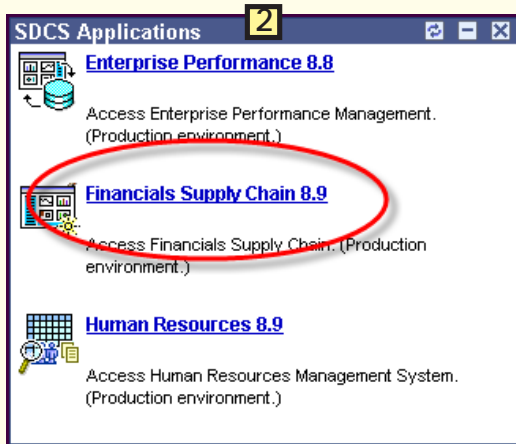 2
SDCS Applications
Enterprise Performance 8.8
Access Enterprise Performance Management.
(Production environment.)
Financials Supply Chain 8.9
Access Financials Supply Chain. (Production
environment.)
Human Resources 8.9
Access Human Resources Management System.
(Production environment.)